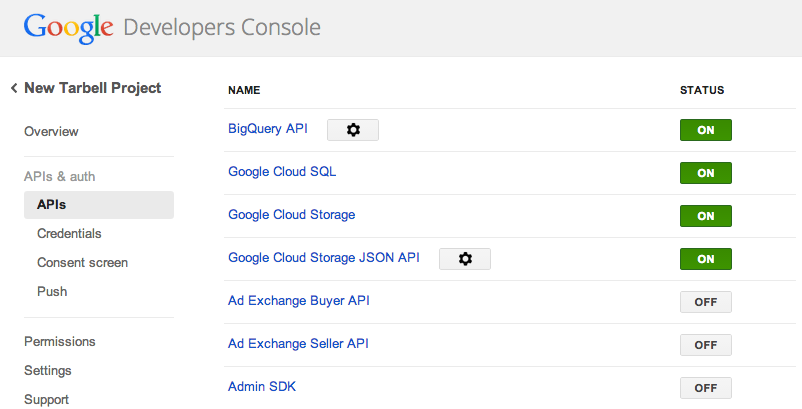 Google Developers Console
New Tarbell Project
Overview
APIs & auth
APIs
Credentials
Consent screen
Push
Permissions
Settings
Support
NAME STATUS
BigQuery API ON
Google Cloud SQL ON
Google Cloud Storage ON
Google Cloud Storage JSON API ON
Ad Exchange Buyer API OFF
Ad Exchange Seller API OFF
Admin SDK OFF